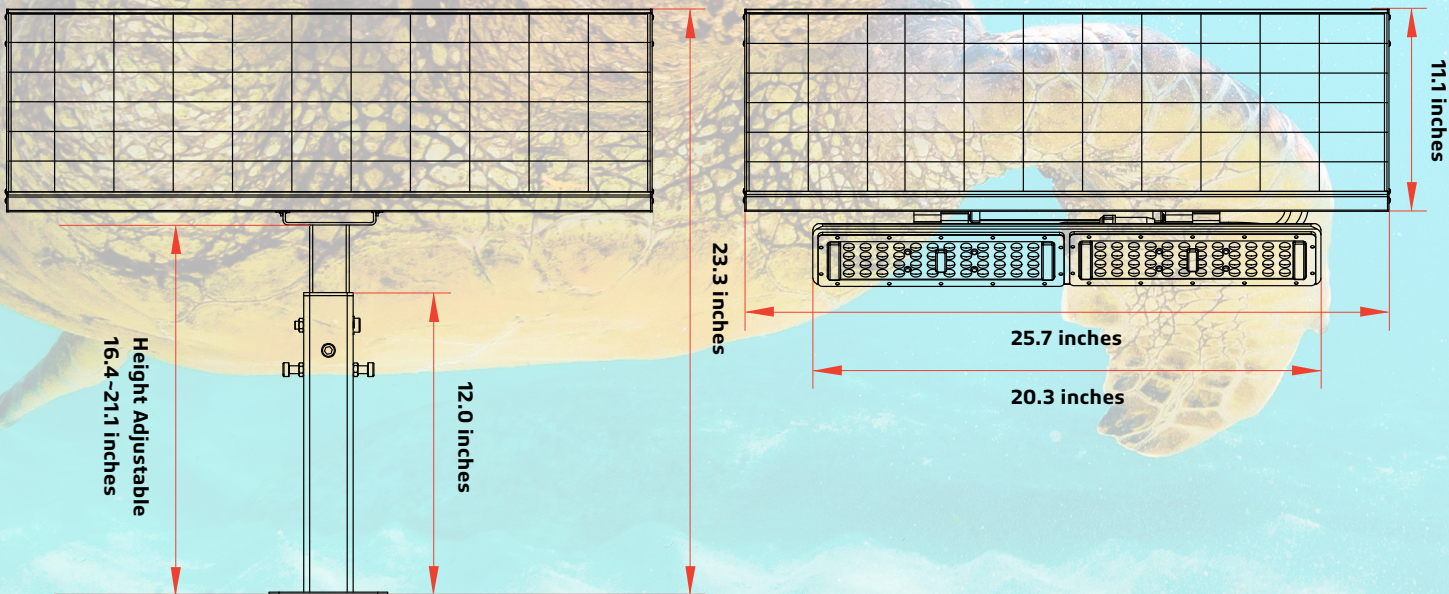 Height Adjustable
16.4~21.1 inches
12.0 inches
23.3 inches
25.7 inches
20.3 inches
11.1 inches